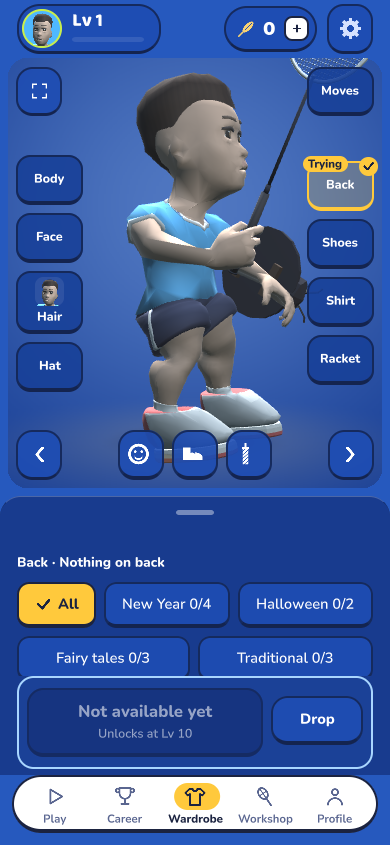 Lv 1
0
+
Moves
Trying
Back
Body
Face
Shoes
Hair
Shirt
Hat
Racket
Back · Nothing on back
All
New Year 0/4
Halloween 0/2
Fairy tales 0/3
Traditional 0/3
Not available yet
Unlocks at Lv 10
Drop
Play
Career
Wardrobe
Workshop
Profile